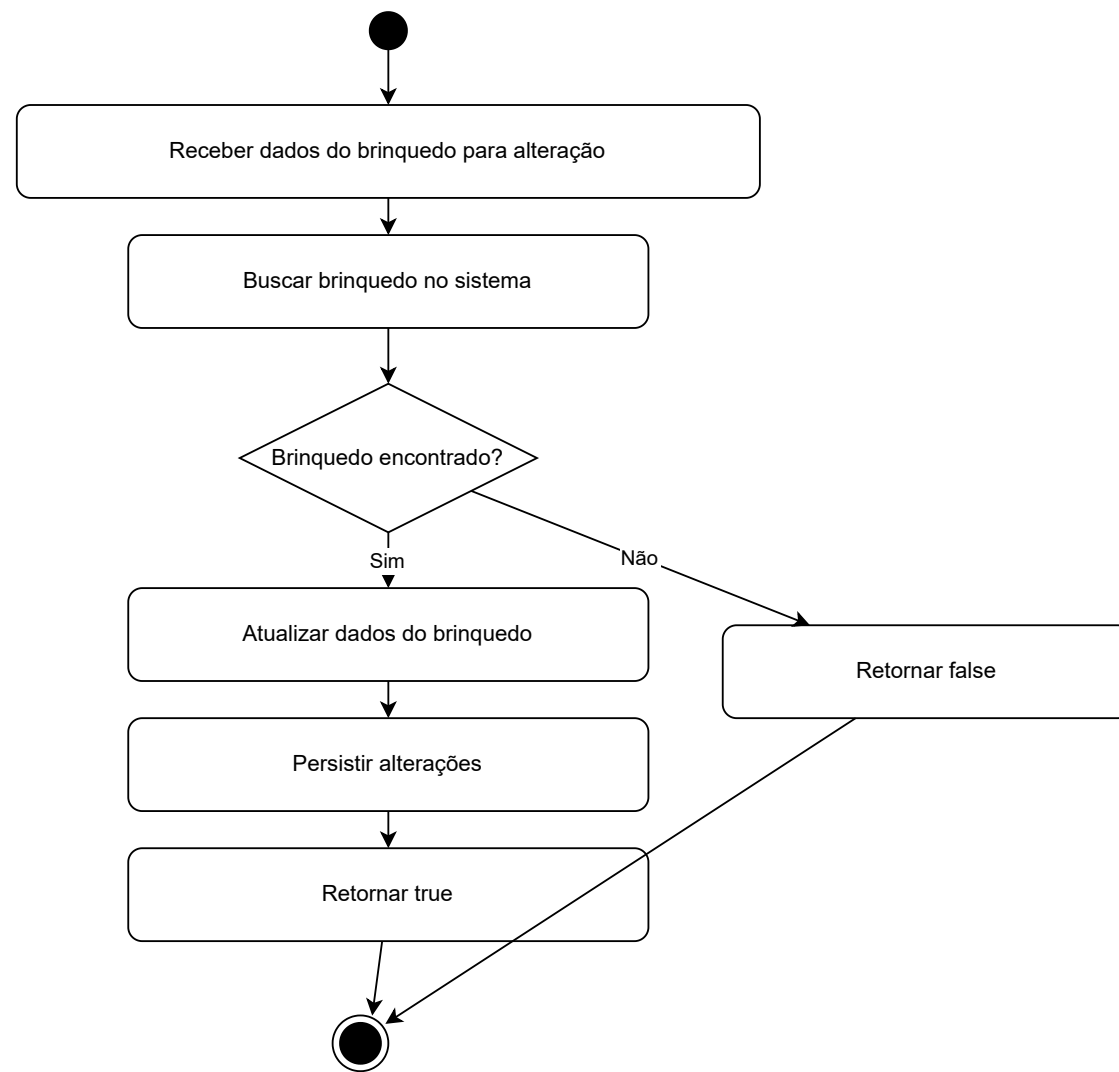 Receber dados do brinquedo para alteração
Buscar brinquedo no sistema
Brinquedo encontrado?
Sim
Não
Atualizar dados do brinquedo
Retornar false
Persistir alterações
Retornar true